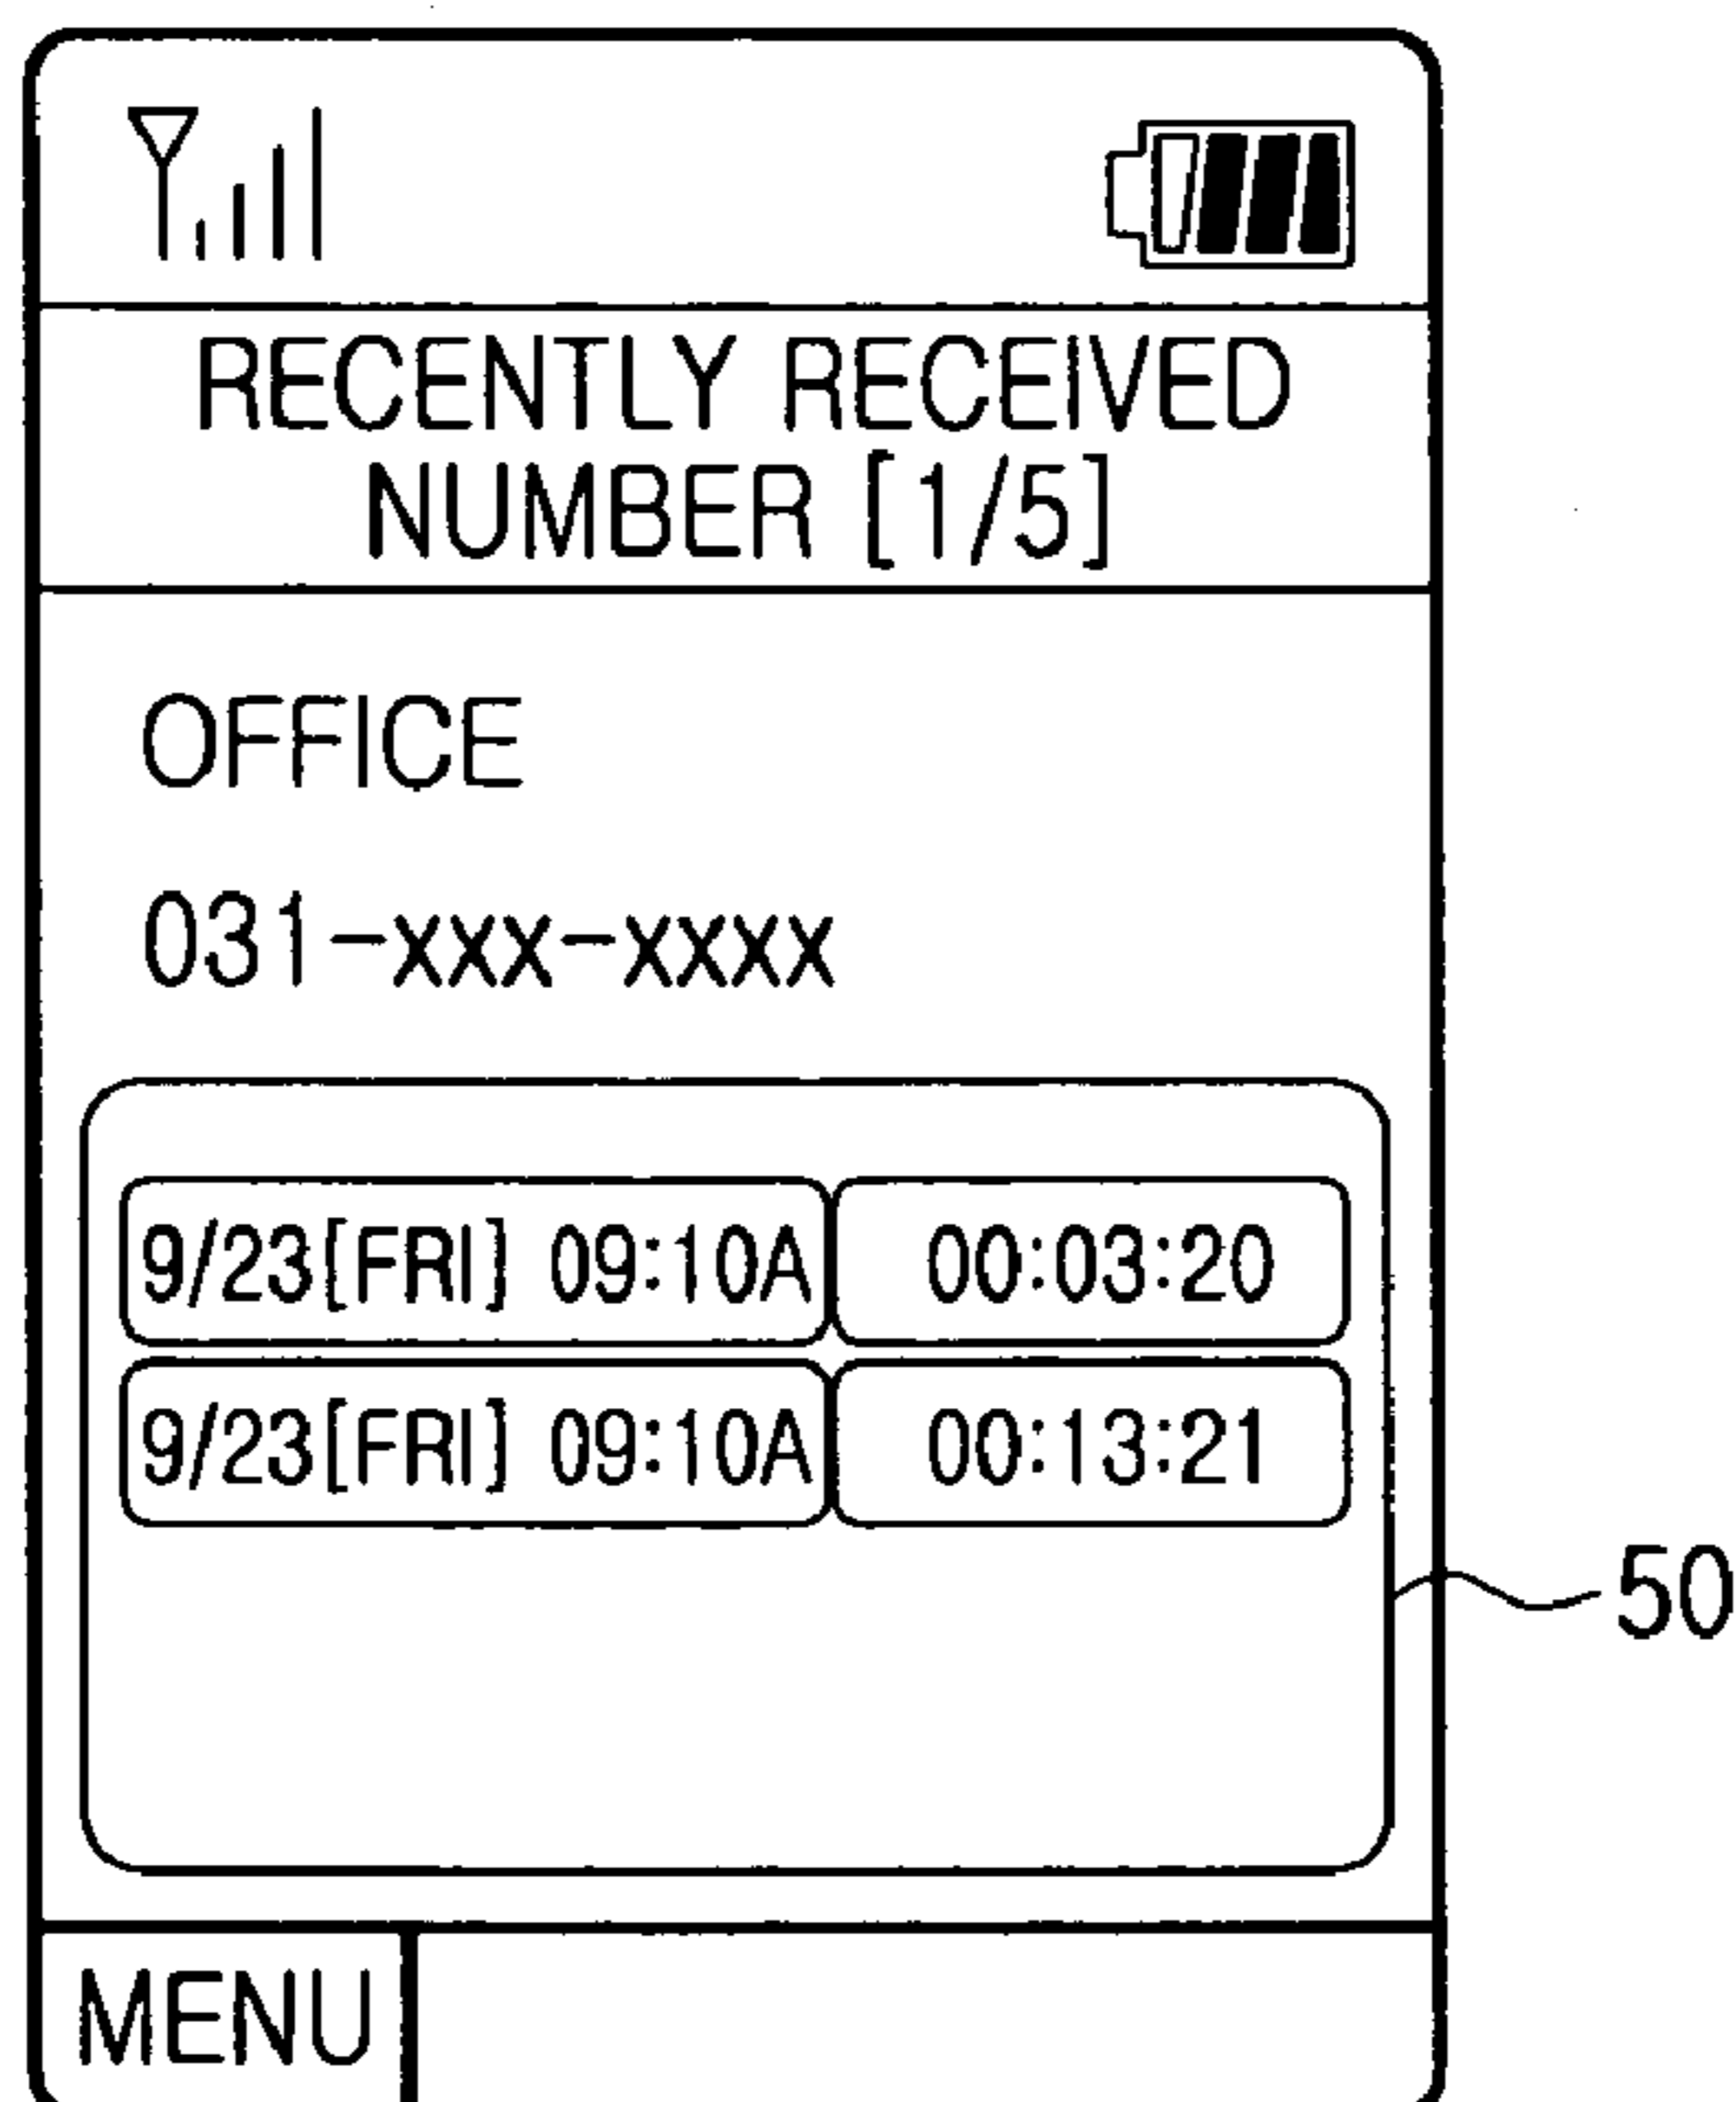 RECENTLY RECEIVED
NUMBER [1/5]
OFFICE
031-xxx-xxxx
9/23[FRI] 09:10A 00:03:20
9/23[FRI] 09:10A 00:13:21
50
MENU